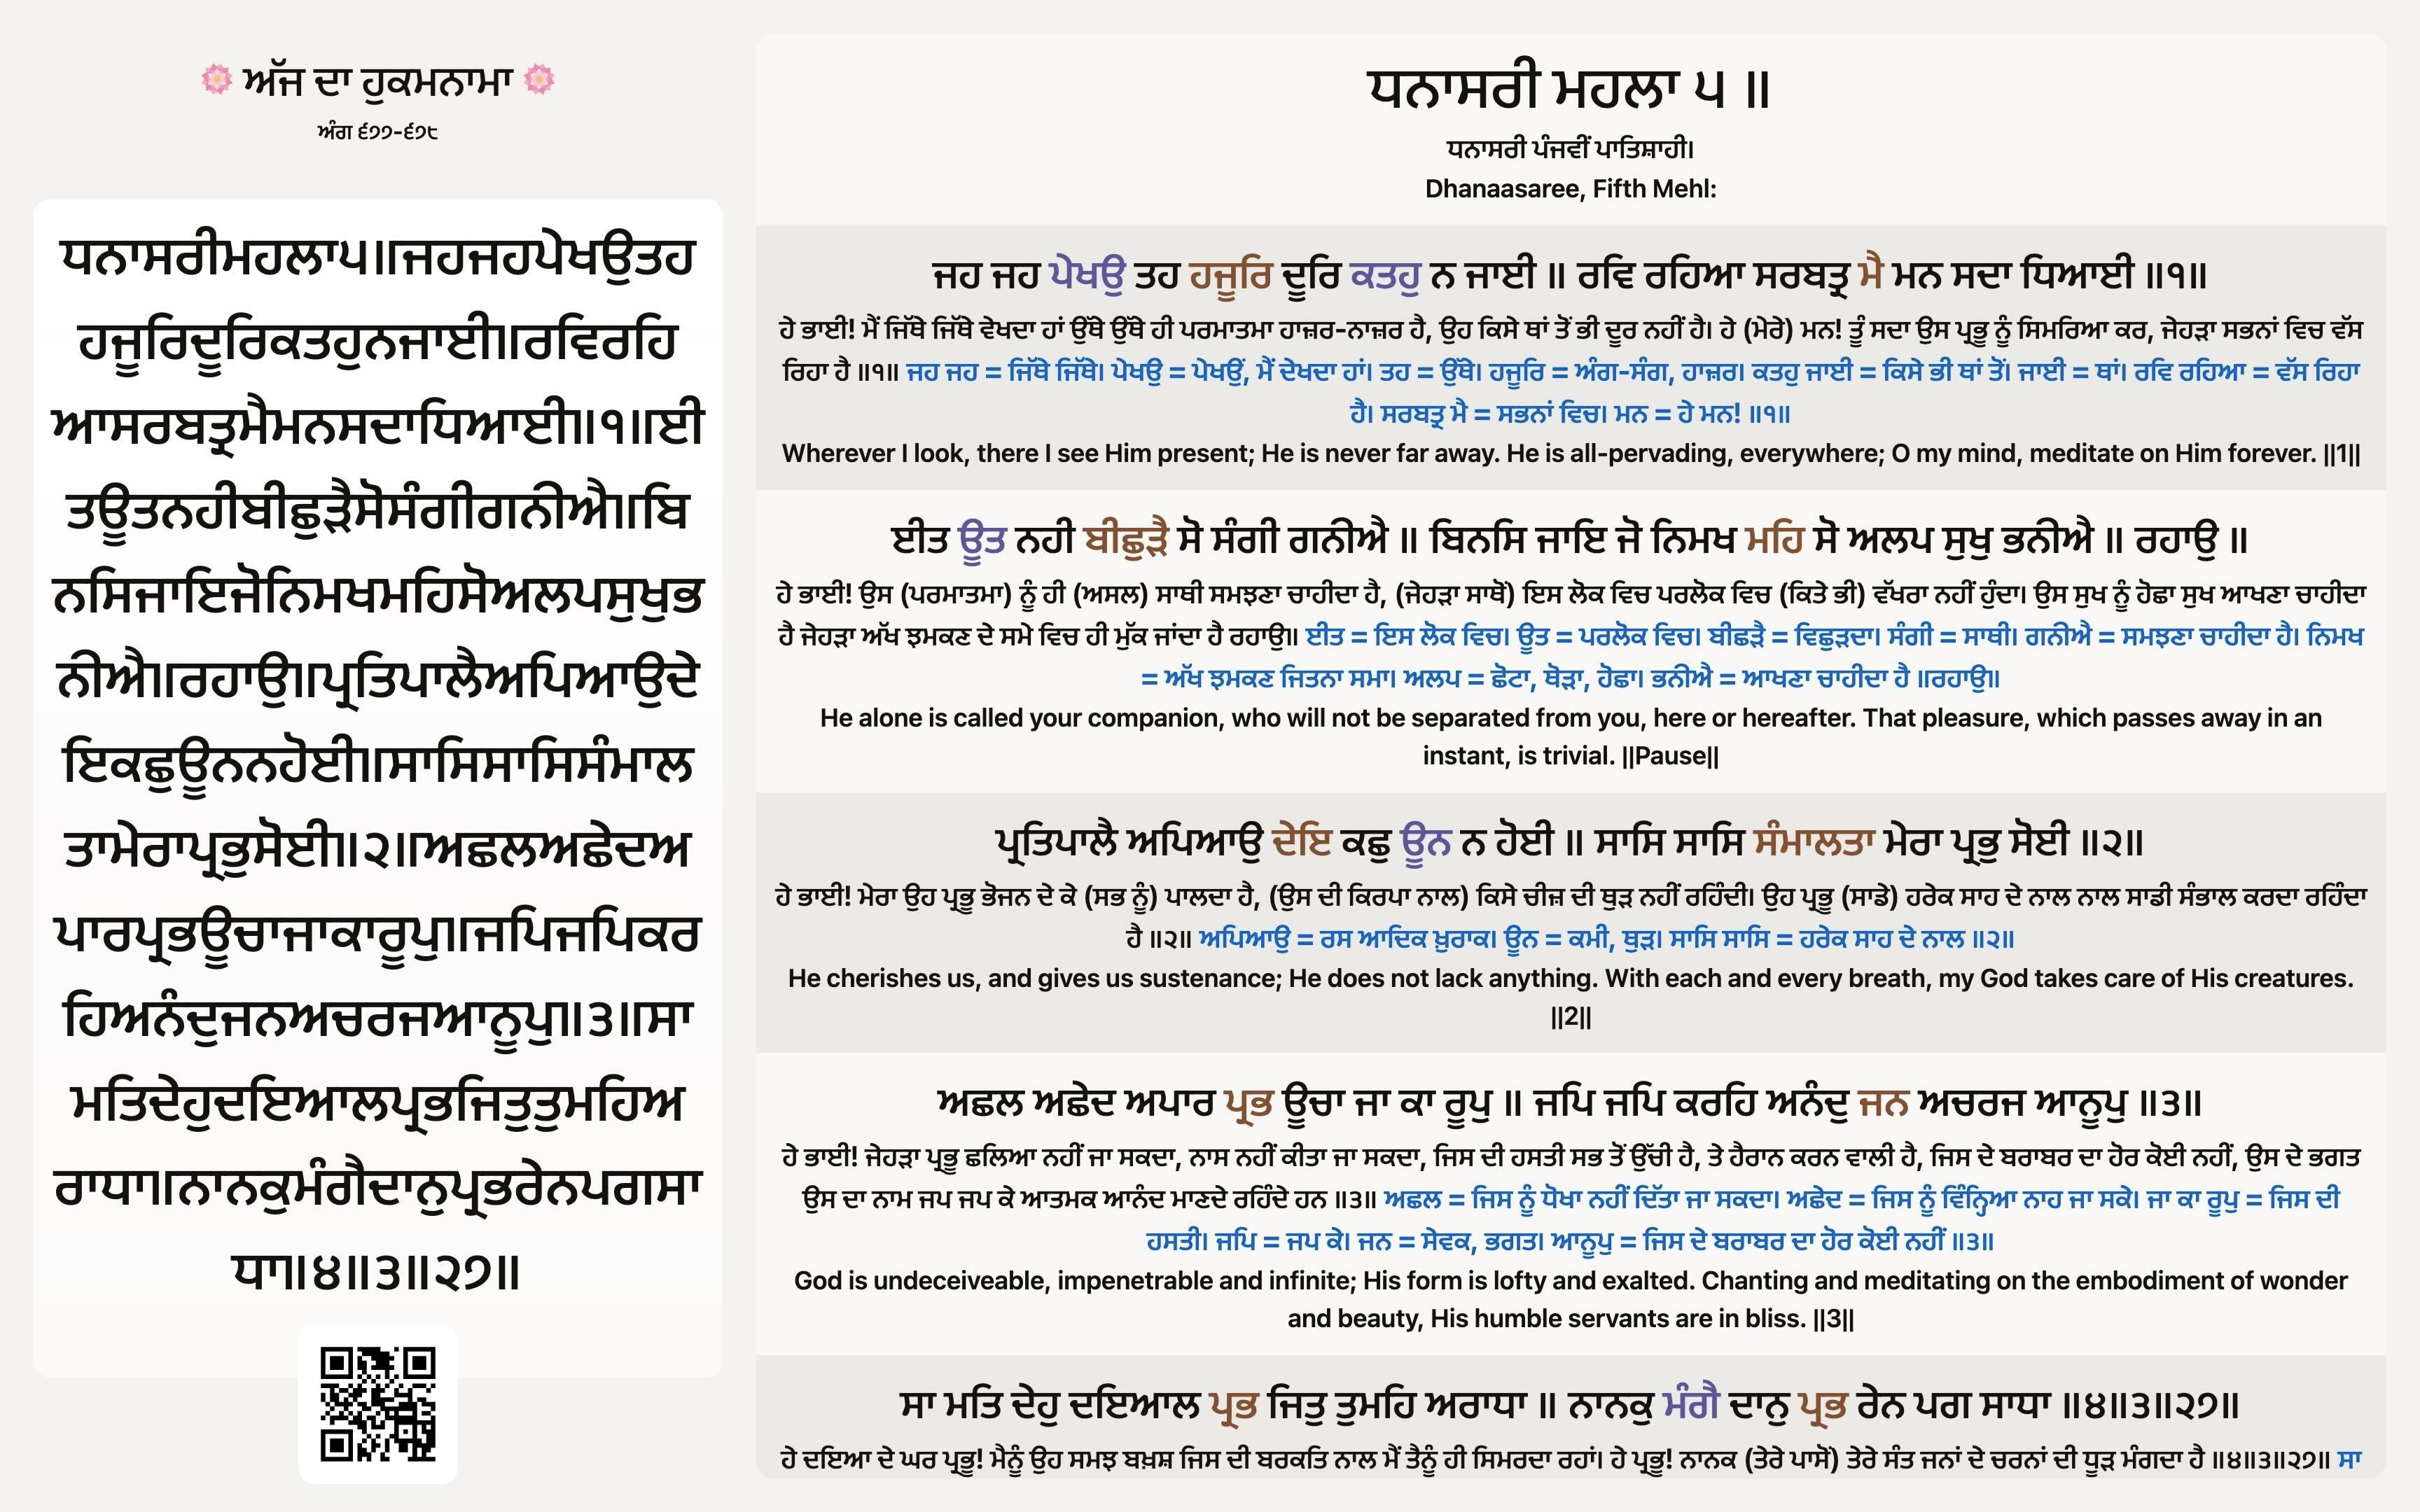 🌸 ਅੱਜ ਦਾ ਹੁਕਮਨਾਮਾ 🌸
ਅੰਗ ੬੭੭-੬੭੮
ਧਨਾਸਰੀਮਹਲਾ੫॥ਜਹਜਹਪੇਖਉਤਹ
ਹਜੂਰਿਦੂਰਿਕਤਹੁਨਜਾਈ॥ਰਵਿਰਹਿ
ਆਸਰਬਤ੍ਰਮੈਮਨਸਦਾਧਿਆਈ॥੧॥ਈ
ਤਊਤਨਹੀਬੀਛੁੜੈਸੋਸੰਗੀਗਨੀਐ॥ਬਿ
ਨਸਿਜਾਇਜੋਨਿਮਖਮਹਿਸੋਅਲਪਸੁਖੁਭ
ਨੀਐ॥ਰਹਾਉ॥ਪ੍ਰਤਿਪਾਲੈਅਪਿਆਉਦੇ
ਇਕਛੁਊਨਨਹੋਈ॥ਸਾਸਿਸਾਸਿਸੰਮਾਲ
ਤਾਮੇਰਾਪ੍ਰਭੁਸੋਈ॥੨॥ਅਛਲਅਛੇਦਅ
ਪਾਰਪ੍ਰਭਊਚਾਜਾਕਾਰੂਪੁ॥ਜਪਿਜਪਿਕਰ
ਹਿਅਨੰਦੁਜਨਅਚਰਜਆਨੂਪੁ॥੩॥ਸਾ
ਮਤਿਦੇਹੁਦਇਆਲਪ੍ਰਭਜਿਤੁਤੁਮਹਿਅ
ਰਾਧਾ॥ਨਾਨਕੁਮੰਗੈਦਾਨੁਪ੍ਰਭਰੇਨਪਗਸਾ
ਧਾ॥੪॥੩॥੨੭॥
ਧਨਾਸਰੀ ਮਹਲਾ ੫ ॥
ਧਨਾਸਰੀ ਪੰਜਵੀਂ ਪਾਤਿਸ਼ਾਹੀ।
Dhanaasaree, Fifth Mehl:
ਜਹ ਜਹ ਪੇਖਉ ਤਹ ਹਜੂਰਿ ਦੂਰਿ ਕਤਹੁ ਨ ਜਾਈ ॥ ਰਵਿ ਰਹਿਆ ਸਰਬਤ੍ਰ ਮੈ ਮਨ ਸਦਾ ਧਿਆਈ ॥੧॥
ਹੇ ਭਾਈ! ਮੈਂ ਜਿੱਥੇ ਜਿੱਥੇ ਵੇਖਦਾ ਹਾਂ ਉੱਥੇ ਉੱਥੇ ਹੀ ਪਰਮਾਤਮਾ ਹਾਜ਼ਰ-ਨਾਜ਼ਰ ਹੈ, ਉਹ ਕਿਸੇ ਥਾਂ ਤੋਂ ਭੀ ਦੂਰ ਨਹੀਂ ਹੈ। ਹੇ (ਮੇਰੇ) ਮਨ! ਤੂੰ ਸਦਾ ਉਸ ਪ੍ਰਭੂ ਨੂੰ ਸਿਮਰਿਆ ਕਰ, ਜੇਹੜਾ ਸਭਨਾਂ ਵਿਚ ਵੱਸ
ਰਿਹਾ ਹੈ ॥੧॥ ਜਹ ਜਹ = ਜਿੱਥੇ ਜਿੱਥੇ। ਪੇਖਉ = ਪੇਖਉਂ, ਮੈਂ ਦੇਖਦਾ ਹਾਂ। ਤਹ = ਉੱਥੇ। ਹਜੂਰਿ = ਅੰਗ-ਸੰਗ, ਹਾਜ਼ਰ। ਕਤਹੁ ਜਾਈ = ਕਿਸੇ ਭੀ ਥਾਂ ਤੋਂ। ਜਾਈ = ਥਾਂ। ਰਵਿ ਰਹਿਆ = ਵੱਸ ਰਿਹਾ
ਹੈ। ਸਰਬਤ੍ਰ ਮੈ = ਸਭਨਾਂ ਵਿਚ। ਮਨ = ਹੇ ਮਨ! ॥੧॥
Wherever I look, there I see Him present; He is never far away. He is all-pervading, everywhere; O my mind, meditate on Him forever. ||1||
ਈਤ ਊਤ ਨਹੀ ਬੀਛੁੜੈ ਸੋ ਸੰਗੀ ਗਨੀਐ ॥ ਬਿਨਸਿ ਜਾਇ ਜੋ ਨਿਮਖ ਮਹਿ ਸੋ ਅਲਪ ਸੁਖੁ ਭਨੀਐ ॥ ਰਹਾਉ ॥
ਹੇ ਭਾਈ! ਉਸ (ਪਰਮਾਤਮਾ) ਨੂੰ ਹੀ (ਅਸਲ) ਸਾਥੀ ਸਮਝਣਾ ਚਾਹੀਦਾ ਹੈ, (ਜੇਹੜਾ ਸਾਥੋਂ) ਇਸ ਲੋਕ ਵਿਚ ਪਰਲੋਕ ਵਿਚ (ਕਿਤੇ ਭੀ) ਵੱਖਰਾ ਨਹੀਂ ਹੁੰਦਾ। ਉਸ ਸੁਖ ਨੂੰ ਹੋਛਾ ਸੁਖ ਆਖਣਾ ਚਾਹੀਦਾ
ਹੈ ਜੇਹੜਾ ਅੱਖ ਝਮਕਣ ਦੇ ਸਮੇ ਵਿਚ ਹੀ ਮੁੱਕ ਜਾਂਦਾ ਹੈ ਰਹਾਉ॥ ਈਤ = ਇਸ ਲੋਕ ਵਿਚ। ਊਤ = ਪਰਲੋਕ ਵਿਚ। ਬੀਛੜੈ = ਵਿਛੁੜਦਾ। ਸੰਗੀ = ਸਾਥੀ। ਗਨੀਐ = ਸਮਝਣਾ ਚਾਹੀਦਾ ਹੈ। ਨਿਮਖ
= ਅੱਖ ਝਮਕਣ ਜਿਤਨਾ ਸਮਾ। ਅਲਪ = ਛੋਟਾ, ਥੋੜਾ, ਹੋਛਾ। ਭਨੀਐ = ਆਖਣਾ ਚਾਹੀਦਾ ਹੈ ॥ਰਹਾਉ॥
He alone is called your companion, who will not be separated from you, here or hereafter. That pleasure, which passes away in an
instant, is trivial. ||Pause||
ਪ੍ਰਤਿਪਾਲੈ ਅਪਿਆਉ ਦੇਇ ਕਛੁ ਊਨ ਨ ਹੋਈ ॥ ਸਾਸਿ ਸਾਸਿ ਸੰਮਾਲਤਾ ਮੇਰਾ ਪ੍ਰਭੁ ਸੋਈ ॥੨॥
ਹੇ ਭਾਈ! ਮੇਰਾ ਉਹ ਪ੍ਰਭੂ ਭੋਜਨ ਦੇ ਕੇ (ਸਭ ਨੂੰ) ਪਾਲਦਾ ਹੈ, (ਉਸ ਦੀ ਕਿਰਪਾ ਨਾਲ) ਕਿਸੇ ਚੀਜ਼ ਦੀ ਥੁੜ ਨਹੀਂ ਰਹਿੰਦੀ। ਉਹ ਪ੍ਰਭੂ (ਸਾਡੇ) ਹਰੇਕ ਸਾਹ ਦੇ ਨਾਲ ਨਾਲ ਸਾਡੀ ਸੰਭਾਲ ਕਰਦਾ ਰਹਿੰਦਾ
ਹੈ ॥੨॥ ਅਪਿਆਉ = ਰਸ ਆਦਿਕ ਖ਼ੁਰਾਕ। ਊਨ = ਕਮੀ, ਥੁੜ। ਸਾਸਿ ਸਾਸਿ = ਹਰੇਕ ਸਾਹ ਦੇ ਨਾਲ ॥੨॥
He cherishes us, and gives us sustenance; He does not lack anything. With each and every breath, my God takes care of His creatures.
||2||
ਅਛਲ ਅਛੇਦ ਅਪਾਰ ਪ੍ਰਭ ਊਚਾ ਜਾ ਕਾ ਰੂਪੁ ॥ ਜਪਿ ਜਪਿ ਕਰਹਿ ਅਨੰਦੁ ਜਨ ਅਚਰਜ ਆਨੂਪੁ ॥੩॥
ਹੇ ਭਾਈ! ਜੇਹੜਾ ਪ੍ਰਭੂ ਛਲਿਆ ਨਹੀਂ ਜਾ ਸਕਦਾ, ਨਾਸ ਨਹੀਂ ਕੀਤਾ ਜਾ ਸਕਦਾ, ਜਿਸ ਦੀ ਹਸਤੀ ਸਭ ਤੋਂ ਉੱਚੀ ਹੈ, ਤੇ ਹੈਰਾਨ ਕਰਨ ਵਾਲੀ ਹੈ, ਜਿਸ ਦੇ ਬਰਾਬਰ ਦਾ ਹੋਰ ਕੋਈ ਨਹੀਂ, ਉਸ ਦੇ ਭਗਤ
ਉਸ ਦਾ ਨਾਮ ਜਪ ਜਪ ਕੇ ਆਤਮਕ ਆਨੰਦ ਮਾਣਦੇ ਰਹਿੰਦੇ ਹਨ ॥੩॥ ਅਛਲ = ਜਿਸ ਨੂੰ ਧੋਖਾ ਨਹੀਂ ਦਿੱਤਾ ਜਾ ਸਕਦਾ। ਅਛੇਦ = ਜਿਸ ਨੂੰ ਵਿੰਨ੍ਹਿਆ ਨਾਹ ਜਾ ਸਕੇ। ਜਾ ਕਾ ਰੂਪੁ = ਜਿਸ ਦੀ
ਹਸਤੀ। ਜਪਿ = ਜਪ ਕੇ। ਜਨ = ਸੇਵਕ, ਭਗਤ। ਆਨੂਪੁ = ਜਿਸ ਦੇ ਬਰਾਬਰ ਦਾ ਹੋਰ ਕੋਈ ਨਹੀਂ ॥੩॥
God is undeceiveable, impenetrable and infinite; His form is lofty and exalted. Chanting and meditating on the embodiment of wonder
and beauty, His humble servants are in bliss. ||3||
ਸਾ ਮਤਿ ਦੇਹੁ ਦਇਆਲ ਪ੍ਰਭ ਜਿਤੁ ਤੁਮਹਿ ਅਰਾਧਾ ॥ ਨਾਨਕੁ ਮੰਗੈ ਦਾਨੁ ਪ੍ਰਭ ਰੇਨ ਪਗ ਸਾਧਾ ॥੪॥੩॥੨੭॥
ਹੇ ਦਇਆ ਦੇ ਘਰ ਪ੍ਰਭੂ! ਮੈਨੂੰ ਉਹ ਸਮਝ ਬਖ਼ਸ਼ ਜਿਸ ਦੀ ਬਰਕਤਿ ਨਾਲ ਮੈਂ ਤੈਨੂੰ ਹੀ ਸਿਮਰਦਾ ਰਹਾਂ। ਹੇ ਪ੍ਰਭੂ! ਨਾਨਕ (ਤੇਰੇ ਪਾਸੋਂ) ਤੇਰੇ ਸੰਤ ਜਨਾਂ ਦੇ ਚਰਨਾਂ ਦੀ ਧੂੜ ਮੰਗਦਾ ਹੈ ॥੪॥੩॥੨੭॥ ਸਾ